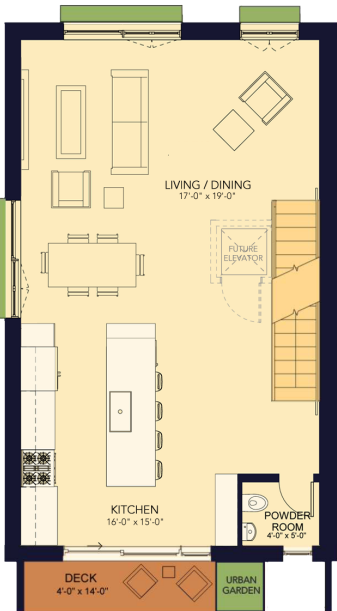 LIVING / DINING
17'-0" x 19'-0"
FUTURE
ELEVATOR
KITCHEN
16'-0" x 15'-0"
POWDER
ROOM
4'-0" x 5'-0"
DECK
4'-0" x 14'-0"
URBAN
GARDEN